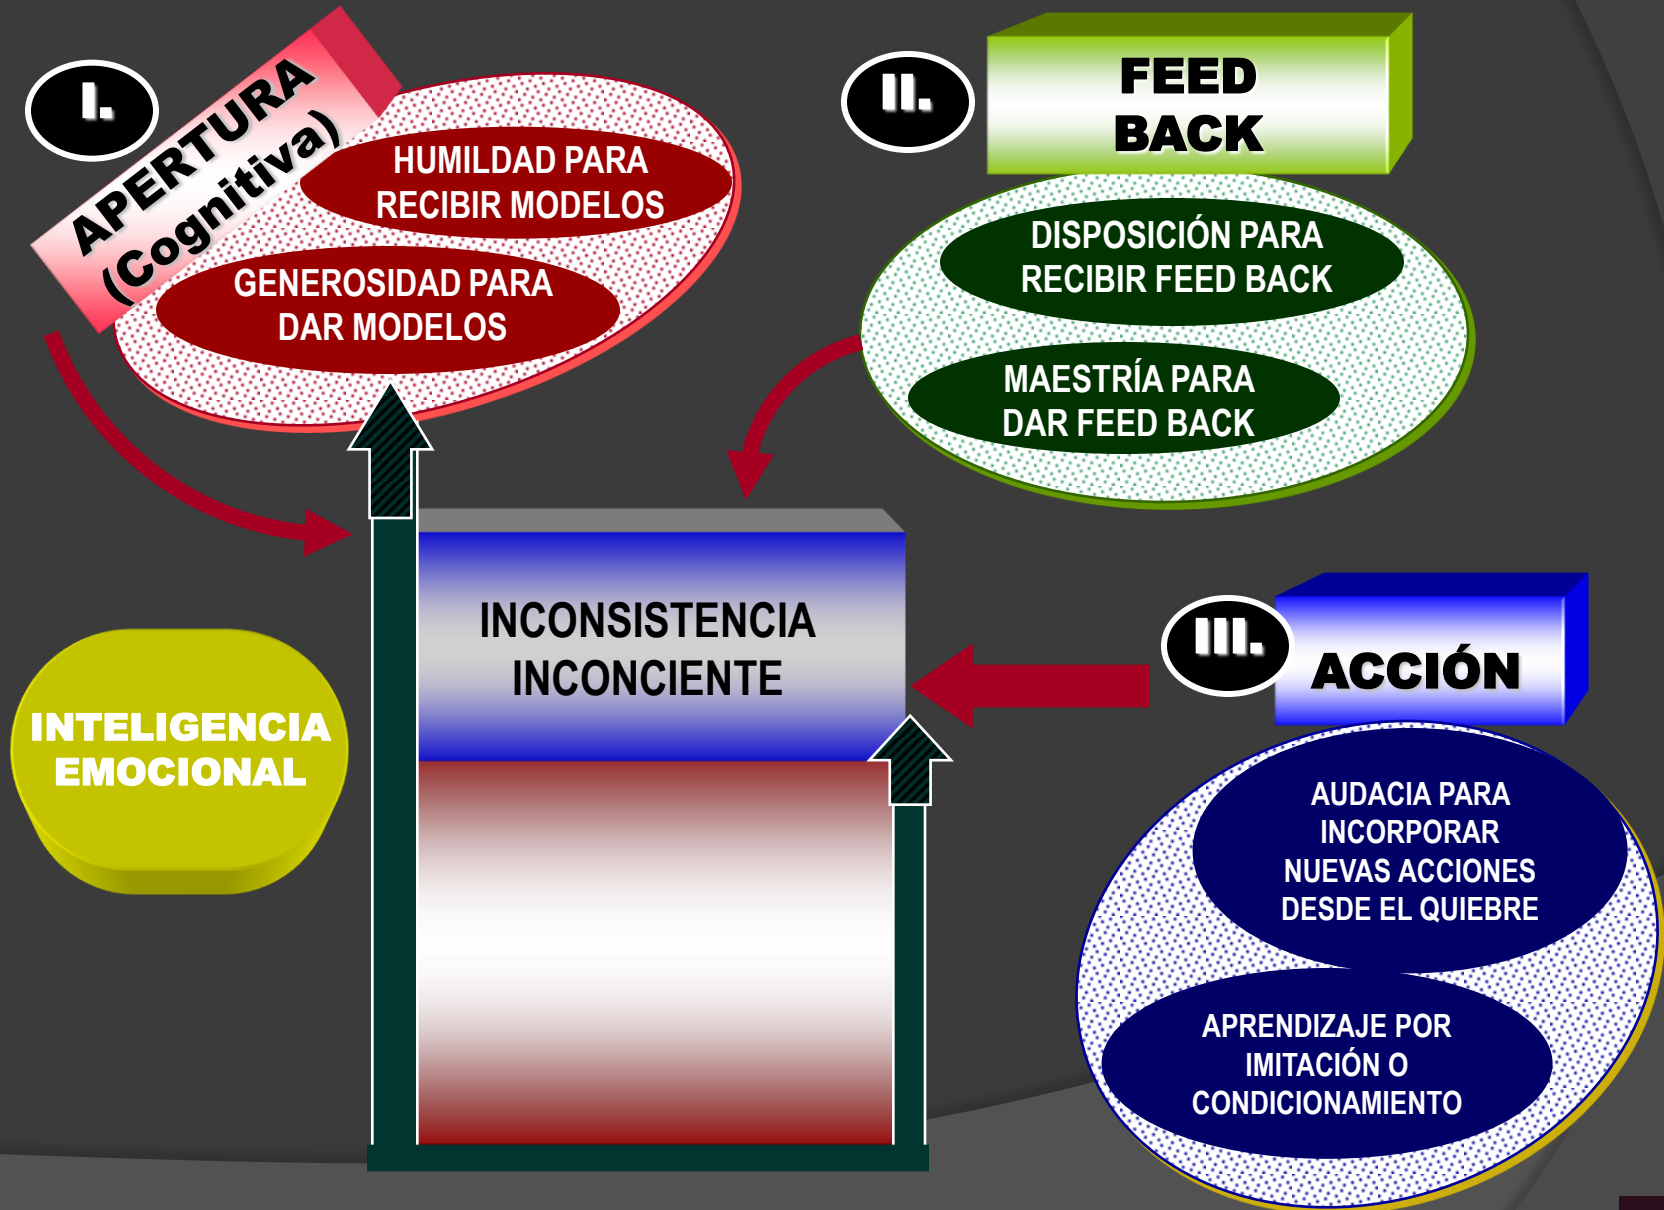 I.
APERTURA
(Cognitiva)
HUMILDAD PARA
RECIBIR MODELOS
GENEROSIDAD PARA
DAR MODELOS
II.
FEED
BACK
DISPOSICIÓN PARA
RECIBIR FEED BACK
MAESTRÍA PARA
DAR FEED BACK
INCONSISTENCIA
INCONCIENTE
INTELIGENCIA
EMOCIONAL
III.
ACCIÓN
AUDACIA PARA
INCORPORAR
NUEVAS ACCIONES
DESDE EL QUIEBRE
APRENDIZAJE POR
IMITACIÓN O
CONDICIONAMIENTO